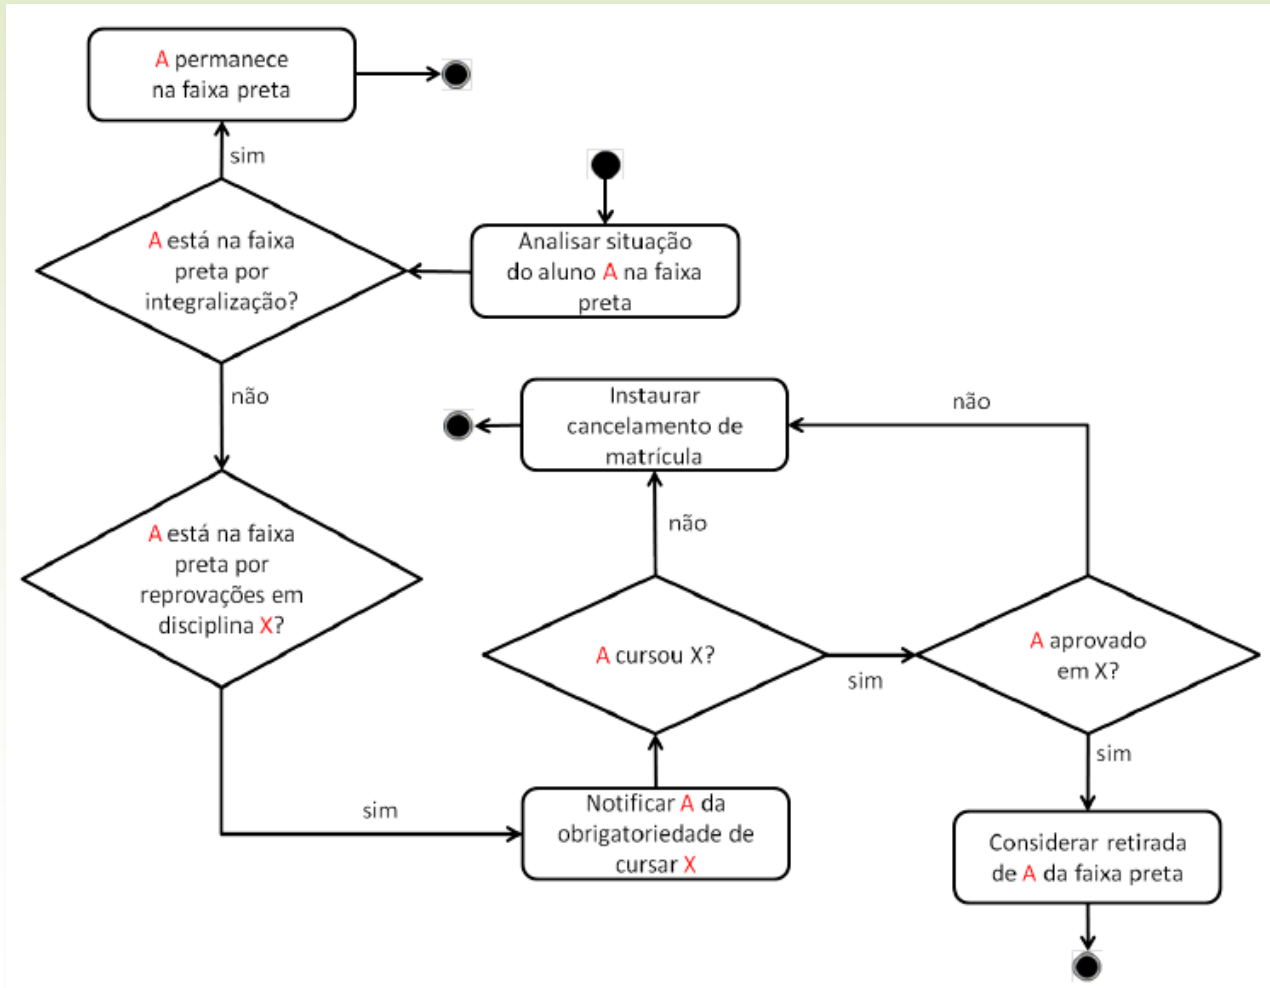 A permanece
na faixa preta
sim
A está na faixa
preta por
integralização?
Analisar situação
do aluno A na faixa
preta
não
A está na faixa
preta por
reprovações em
disciplina X?
sim
Notificar A da
obrigatoriedade de
cursar X
A cursou X?
não
Instaurar
cancelamento de
matrícula
sim
A aprovado
em X?
não
sim
Considerar retirada
de A da faixa preta